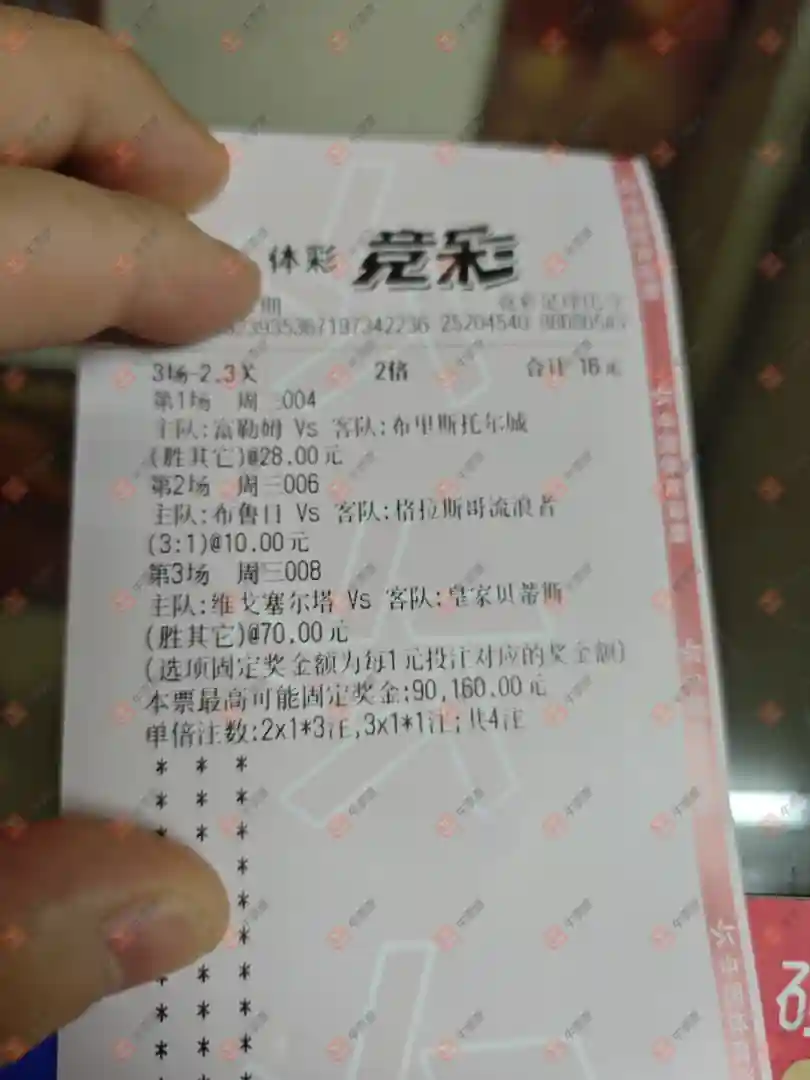 体彩 竞彩
3935367197342236 25204540
3场-2.3关 2倍 合计 16元
第1场 周三004
主队:富勒姆 Vs 客队:布里斯托尔城
(胜其它)@28.00元
第2场 周三006
主队:布鲁日 Vs 客队:格拉斯哥流浪者
(3:1)@10.00元
第3场 周三008
主队:维戈塞尔塔 Vs 客队:皇家贝蒂斯
(胜其它)@70.00元
(选项固定奖金额为每1元投注对应的奖金额)
本票最高可能固定奖金:90,160.00元
单倍注数:2x1*3注,3x1*1注;共4注
* * *
* * *
* * *
*
*
*
* * *
* * *
* * *